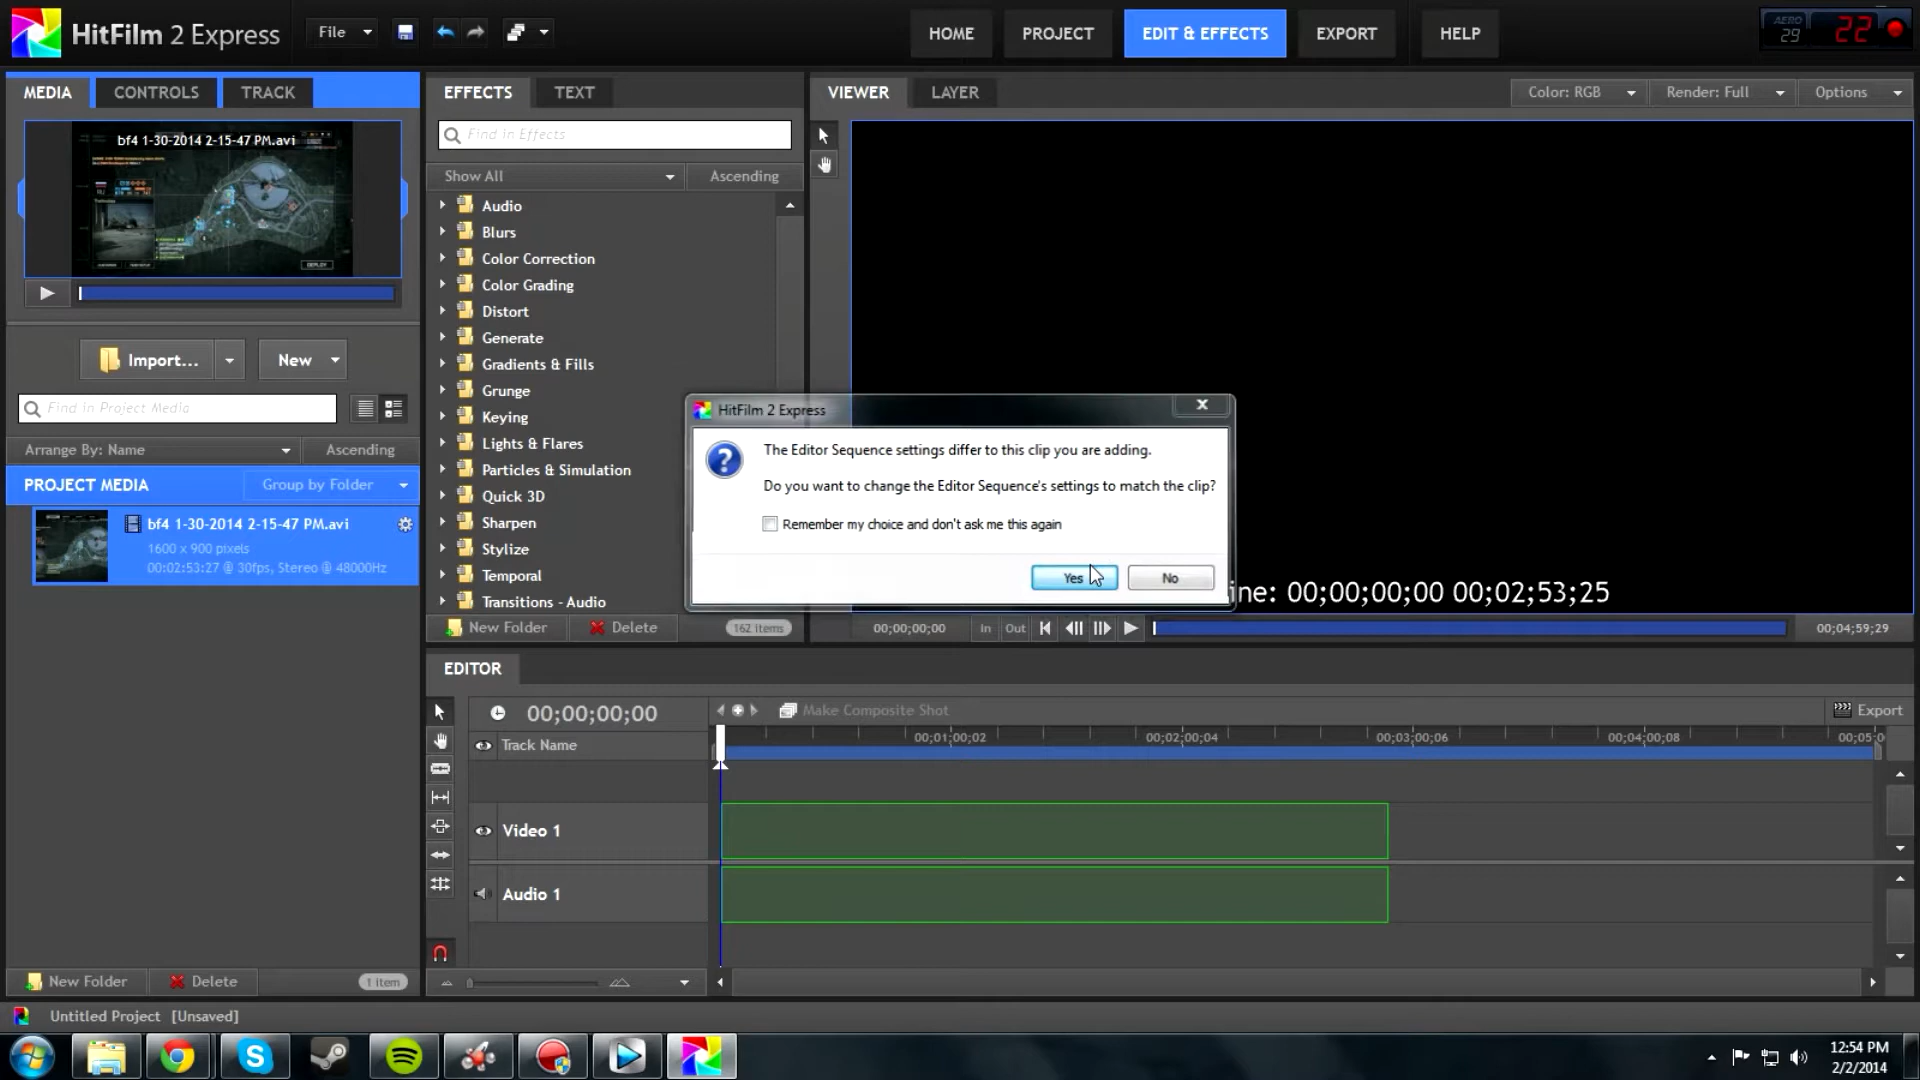 HitFilm 2 Express
File
HOME
PROJECT
EDIT & EFFECTS
EXPORT
HELP
AERO
29
22
MEDIA
CONTROLS
TRACK
EFFECTS
TEXT
VIEWER
LAYER
Color: RGB
Render: Full
Options
bf4 1-30-2014 2-15-47 PM.avi
Find in Effects
Show All
Ascending
Audio
Blurs
Color Correction
Color Grading
Distort
Generate
Gradients & Fills
Grunge
Keying
Lights & Flares
Particles & Simulation
Quick 3D
Sharpen
Stylize
Temporal
Transitions - Audio
New Folder
Delete
162 Items
Import...
New
Find in Project Media
Arrange By: Name
Ascending
PROJECT MEDIA
Group by Folder
bf4 1-30-2014 2-15-47 PM.avi
1600 x 900 pixels
00:02:53:27 @ 30fps, Stereo @ 48000Hz
HitFilm 2 Express
The Editor Sequence settings differ to this clip you are adding.
Do you want to change the Editor Sequence's settings to match the clip?
Remember my choice and don't ask me this again
Yes
No
ine: 00;00;00;00 00;02;53;25
00;00;00;00
In
Out
00;04;59;29
EDITOR
00;00;00;00
Make Composite Shot
Export
Track Name
00;01;00;02
00;02;00;04
00;03;00;06
00;04;00;08
00;05;0
Video 1
Audio 1
New Folder
Delete
1 Item
Untitled Project [Unsaved]
12:54 PM
2/2/2014